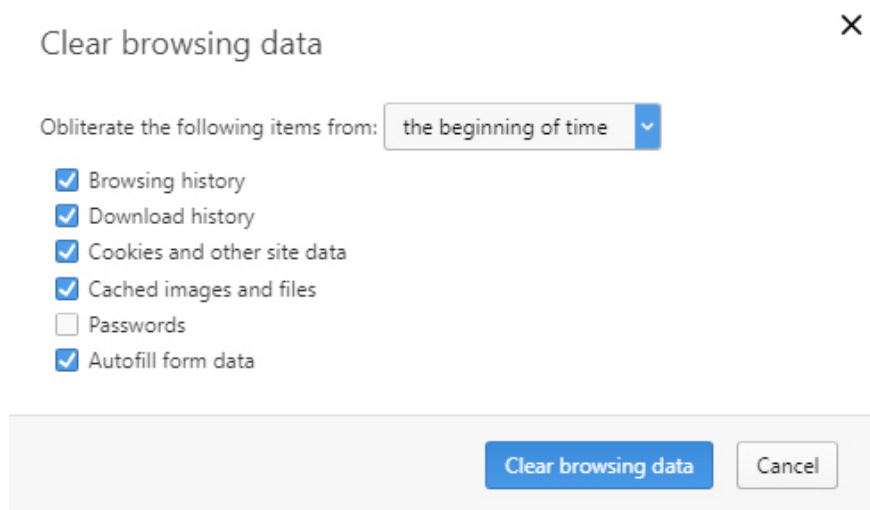 Clear browsing data
Obliterate the following items from: the beginning of time
Browsing history
Download history
Cookies and other site data
Cached images and files
Passwords
Autofill form data
Clear browsing data Cancel